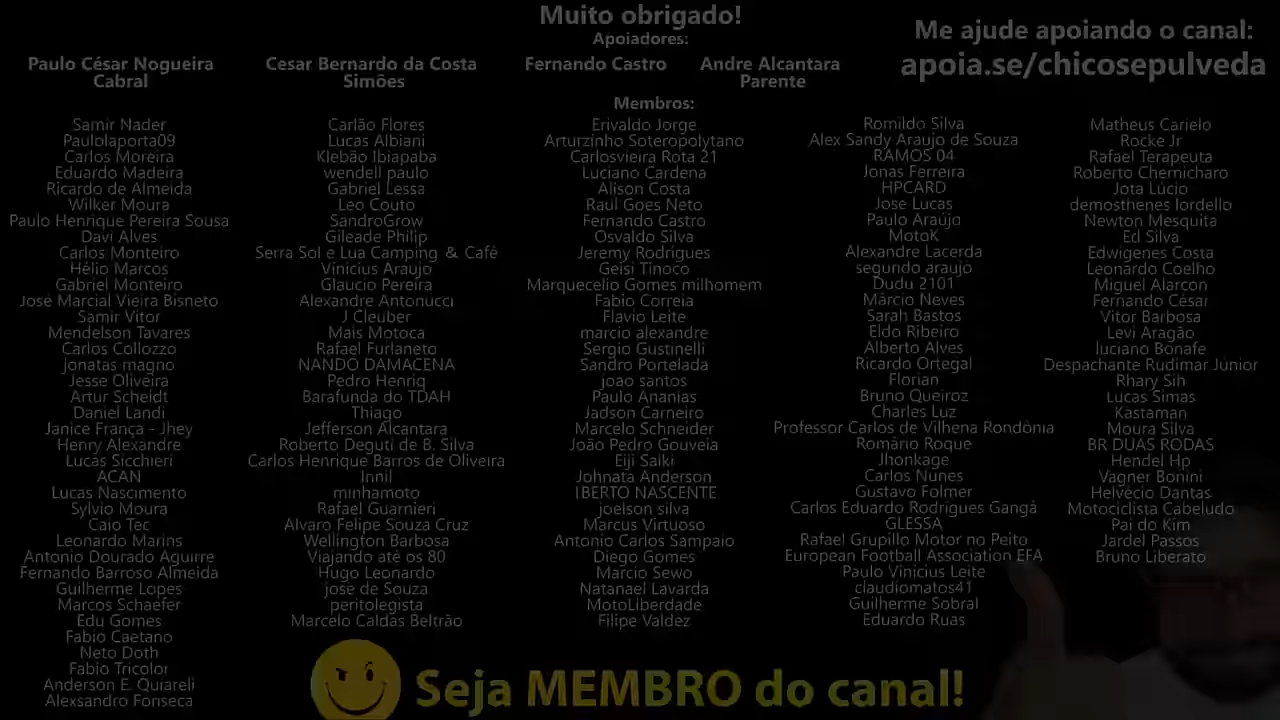 Muito obrigado!
Apoiadores:
Me ajude apoiando o canal:
apoia.se/chicosepulveda
Paulo César Nogueira
Cabral
Cesar Bernardo da Costa
Simões
Fernando Castro
Andre Alcantara
Parente
Membros:
Samir Nader
Paulolaporta09
Carlos Moreira
Eduardo Madeira
Ricardo de Almeida
Wilker Moura
Paulo Henrique Pereira Sousa
Davi Alves
Carlos Monteiro
Hélio Marcos
Gabriel Monteiro
José Marcial Vieira Bisneto
Samir Vitor
Mendelson Tavares
Carlos Collozzo
jonatas magno
Jesse Oliveira
Artur Scheidt
Daniel Landi
Janice França - Jhey
Henry Alexandre
Lucas Sicchieri
ACAN
Lucas Nascimento
Sylvio Moura
Caio Tec
Leonardo Marins
Antonio Dourado Aguirre
Fernando Barroso Almeida
Guilherme Lopes
Marcos Schaefer
Edu Gomes
Fabio Caetano
Neto Doth
Fabio Tricolor
Anderson E. Quiareli
Alexsandro Fonseca
Carlão Flores
Lucas Albiani
Klebão Ibiapaba
wendell paulo
Gabriel Lessa
Leo Couto
SandroGrow
Gileade Philip
Serra Sol e Lua Camping & Café
Vinicius Araujo
Glaucio Pereira
Alexandre Antonucci
J Cleuber
Mais Motoca
Rafael Furlaneto
NANDO DAMACENA
Pedro Henriq
Barafunda do TDAH
Thiago
Jefferson Alcantara
Roberto Deguti de B. Silva
Carlos Henrique Barros de Oliveira
Innil
minhamoto
Rafael Guarnieri
Alvaro Felipe Souza Cruz
Wellington Barbosa
Viajando até os 80
Hugo Leonardo
josé de Souza
peritolegista
Marcelo Caldas Beltrão
Erivaldo Jorge
Arturzinho Soteropolytano
Carlosvieira Rota 21
Luciano Cardena
Alison Costa
Raul Goes Neto
Fernando Castro
Osvaldo Silva
Jeremy Rodrigues
Geisi Tinoco
Marquecelio Gomes milhomem
Fabio Correia
Flavio Leite
marcio alexandre
Sergio Gustinelli
Sandro Portelada
joao santos
Paulo Ananias
Jadson Carneiro
Marcelo Schneider
João Pedro Gouveia
Eiji Saiki
Johnata Anderson
IBERTO NASCENTE
joelson silva
Marcus Virtuoso
Antonio Carlos Sampaio
Diego Gomes
Marcio Sewo
Natanael Lavarda
MotoLiberdade
Filipe Valdez
Romildo Silva
Alex Sandy Araujo de Souza
RAMOS 04
Jonas Ferreira
HPCARD
Jose Lucas
Paulo Araújo
MotoK
Alexandre Lacerda
segundo araujo
Dudu 2101
Márcio Neves
Sarah Bastos
Eldo Ribeiro
Alberto Alves
Ricardo Ortegal
Florian
Bruno Queiroz
Charles Luz
Professor Carlos de Vilhena Rondônia
Romário Roque
Jhonkage
Carlos Nunes
Gustavo Folmer
Carlos Eduardo Rodrigues Gangá
GLESSA
Rafael Grupillo Motor no Peito
European Football Association EFA
Paulo Vinicius Leite
claudiomatos41
Guilherme Sobral
Eduardo Ruas
Matheus Carielo
Rocke Jr
Rafael Terapeuta
Roberto Chernicharo
Jota Lúcio
demosthenes lordello
Newton Mesquita
Ed Silva
Edwigenes Costa
Leonardo Coelho
Miguel Alarcon
Fernando César
Vitor Barbosa
Levi Aragão
luciano Bonafe
Despachante Rudimar Júnior
Rhary Sih
Lucas Simas
Kastaman
Moura Silva
BR DUAS RODAS
Hendel Hp
Vagner Bonini
Helvécio Dantas
Motociclista Cabeludo
Pai do Kim
Jardel Passos
Bruno Liberato
Seja MEMBRO do canal!